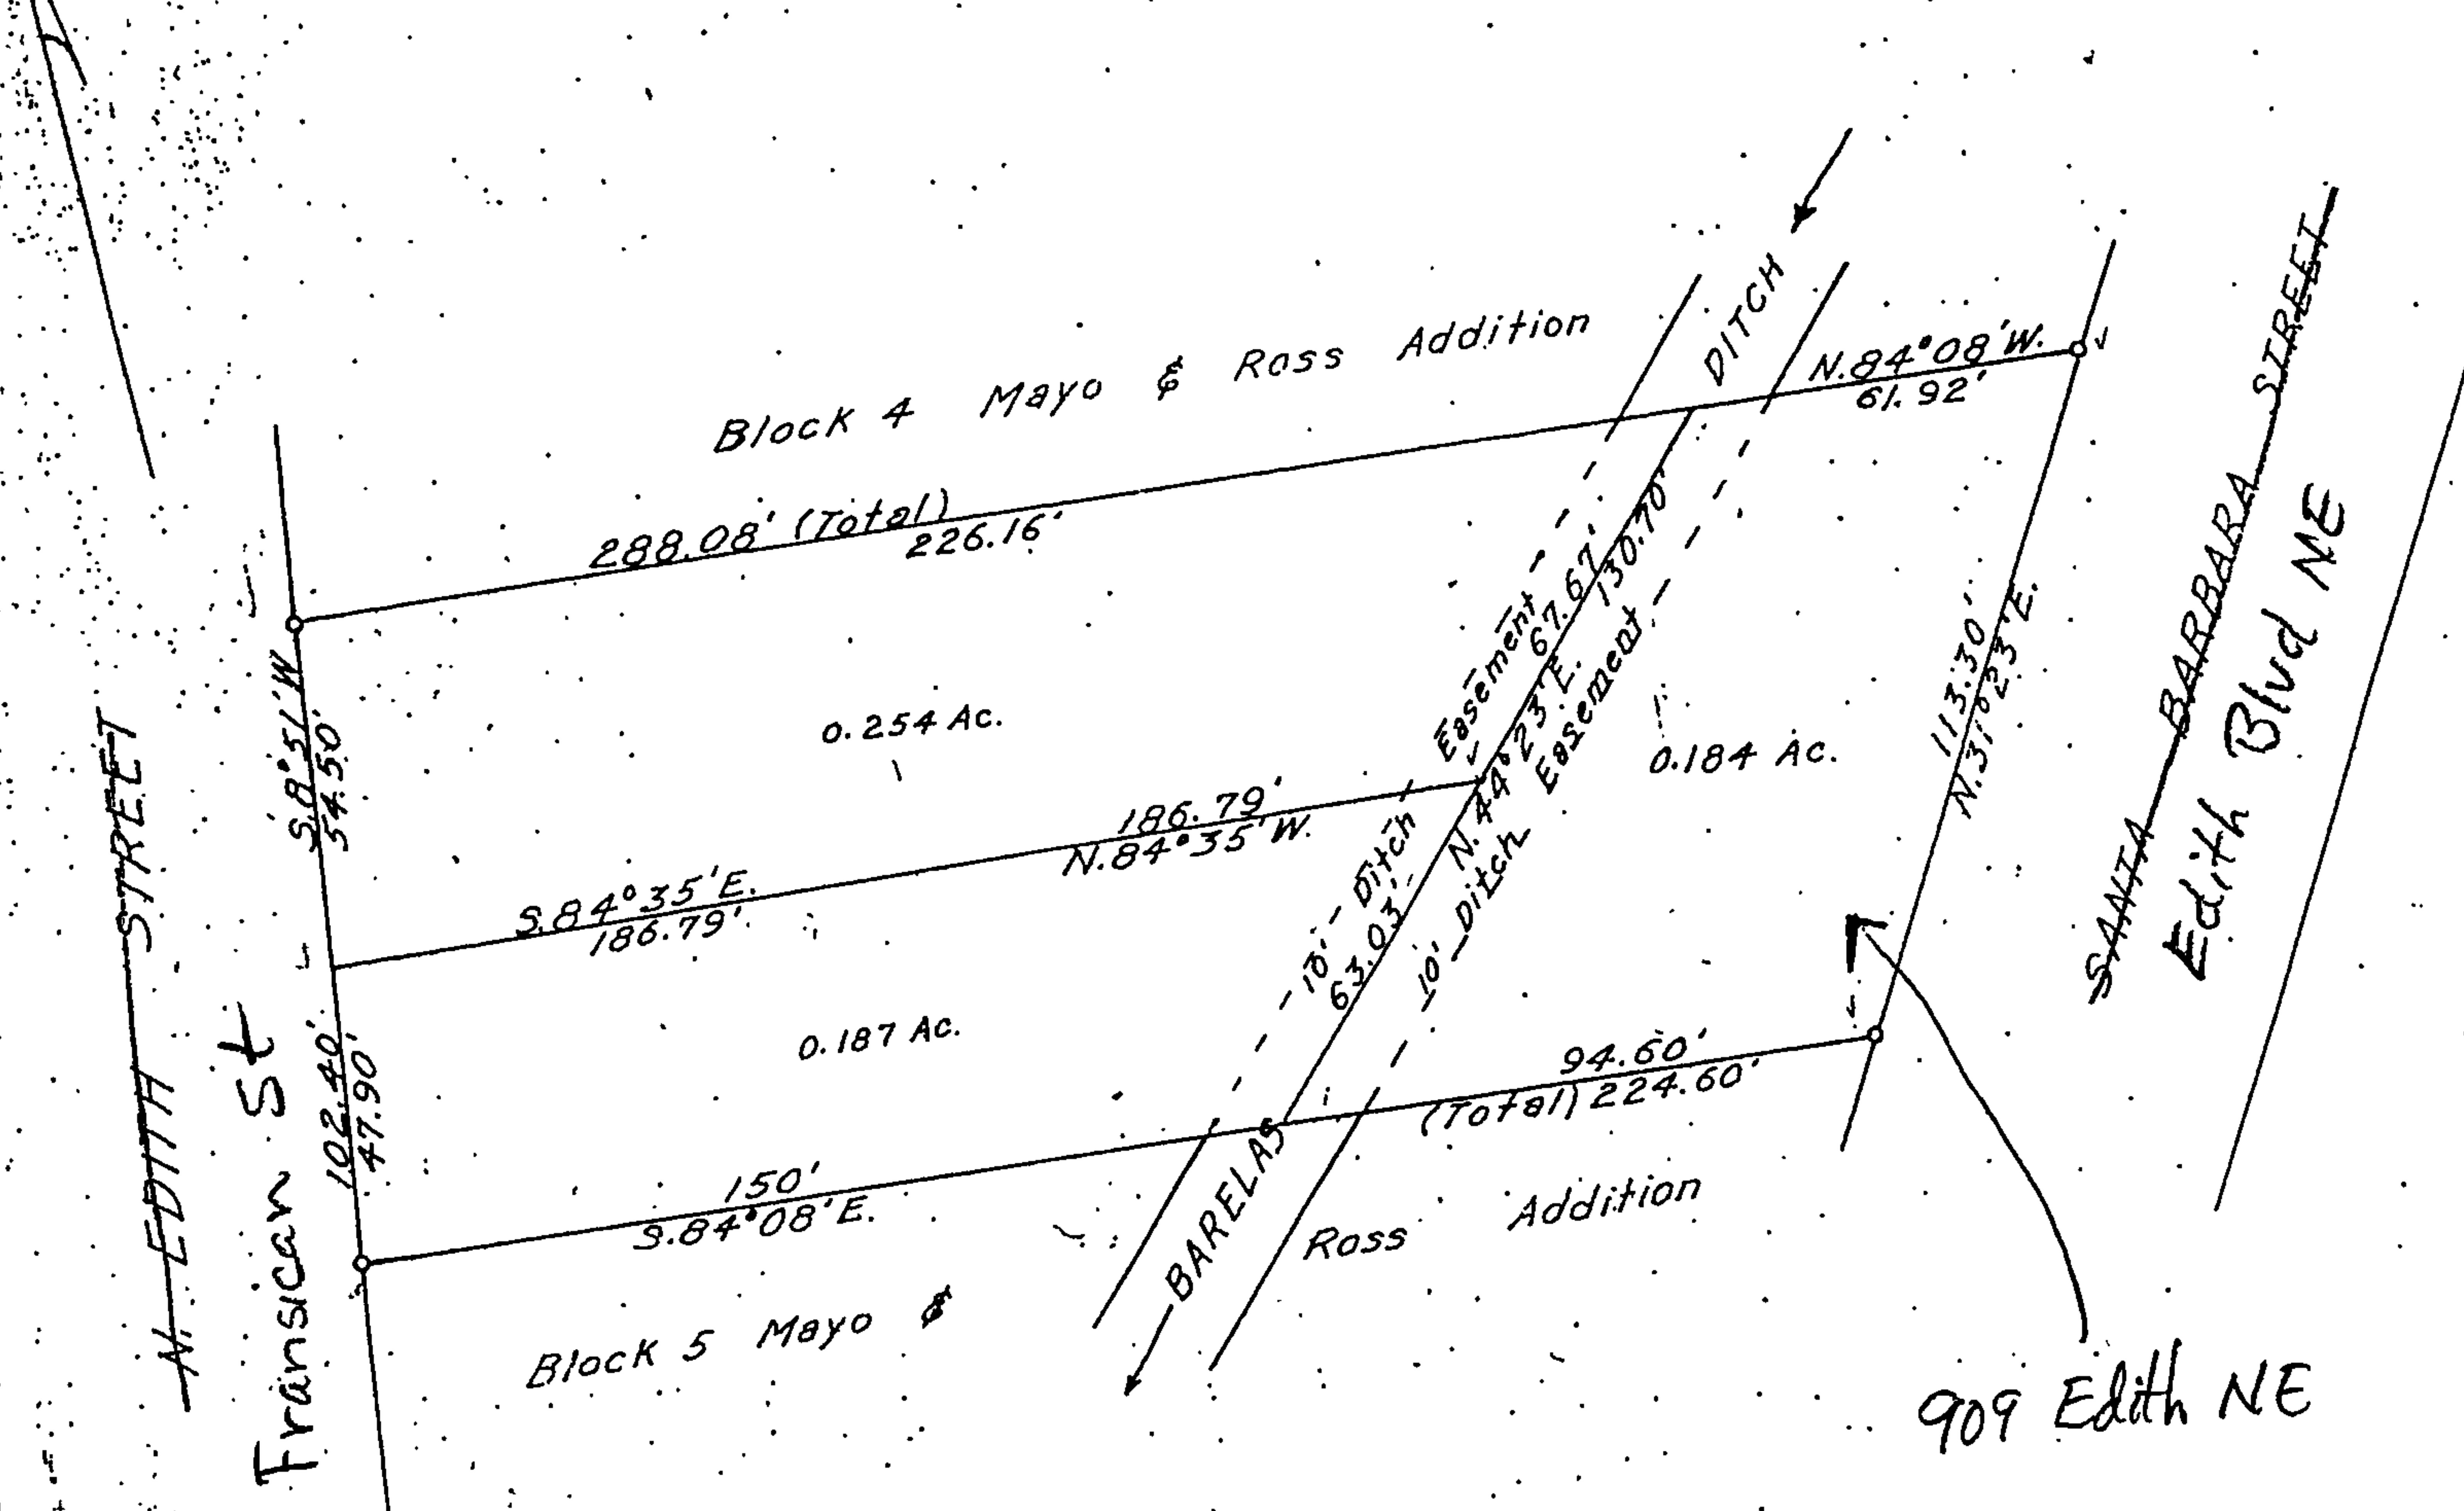 Block 4 Mayo & Ross Addition
DITCH
N.84°08'W.
61.92'
288.08' (Total)
226.16'
S.8°51'W
54.50'
0.254 Ac.
Easement
67.67'
130.70'
N.44°23'E.
Easement
0.184 Ac.
113.30'
N.31°23'E.
SANTA BARBARA STREET
Edith Blvd NE
186.79'
N.84°35'W.
S.84°35'E.
186.79'
10' Ditch
63.03'
10' Ditch
N. EDITH STREET
Fransican St
102.40'
47.90'
0.187 Ac.
94.60'
(Total) 224.60'
150'
S.84°08'E.
BARELAS
Block 5 Mayo & Ross Addition
909 Edith NE